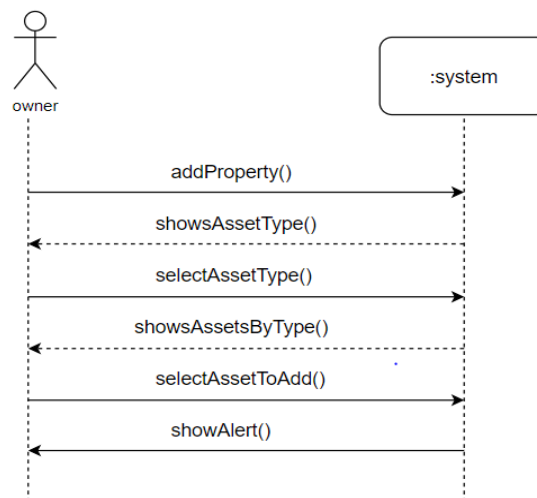 owner
:system
addProperty()
showsAssetType()
selectAssetType()
showsAssetsByType()
selectAssetToAdd()
showAlert()